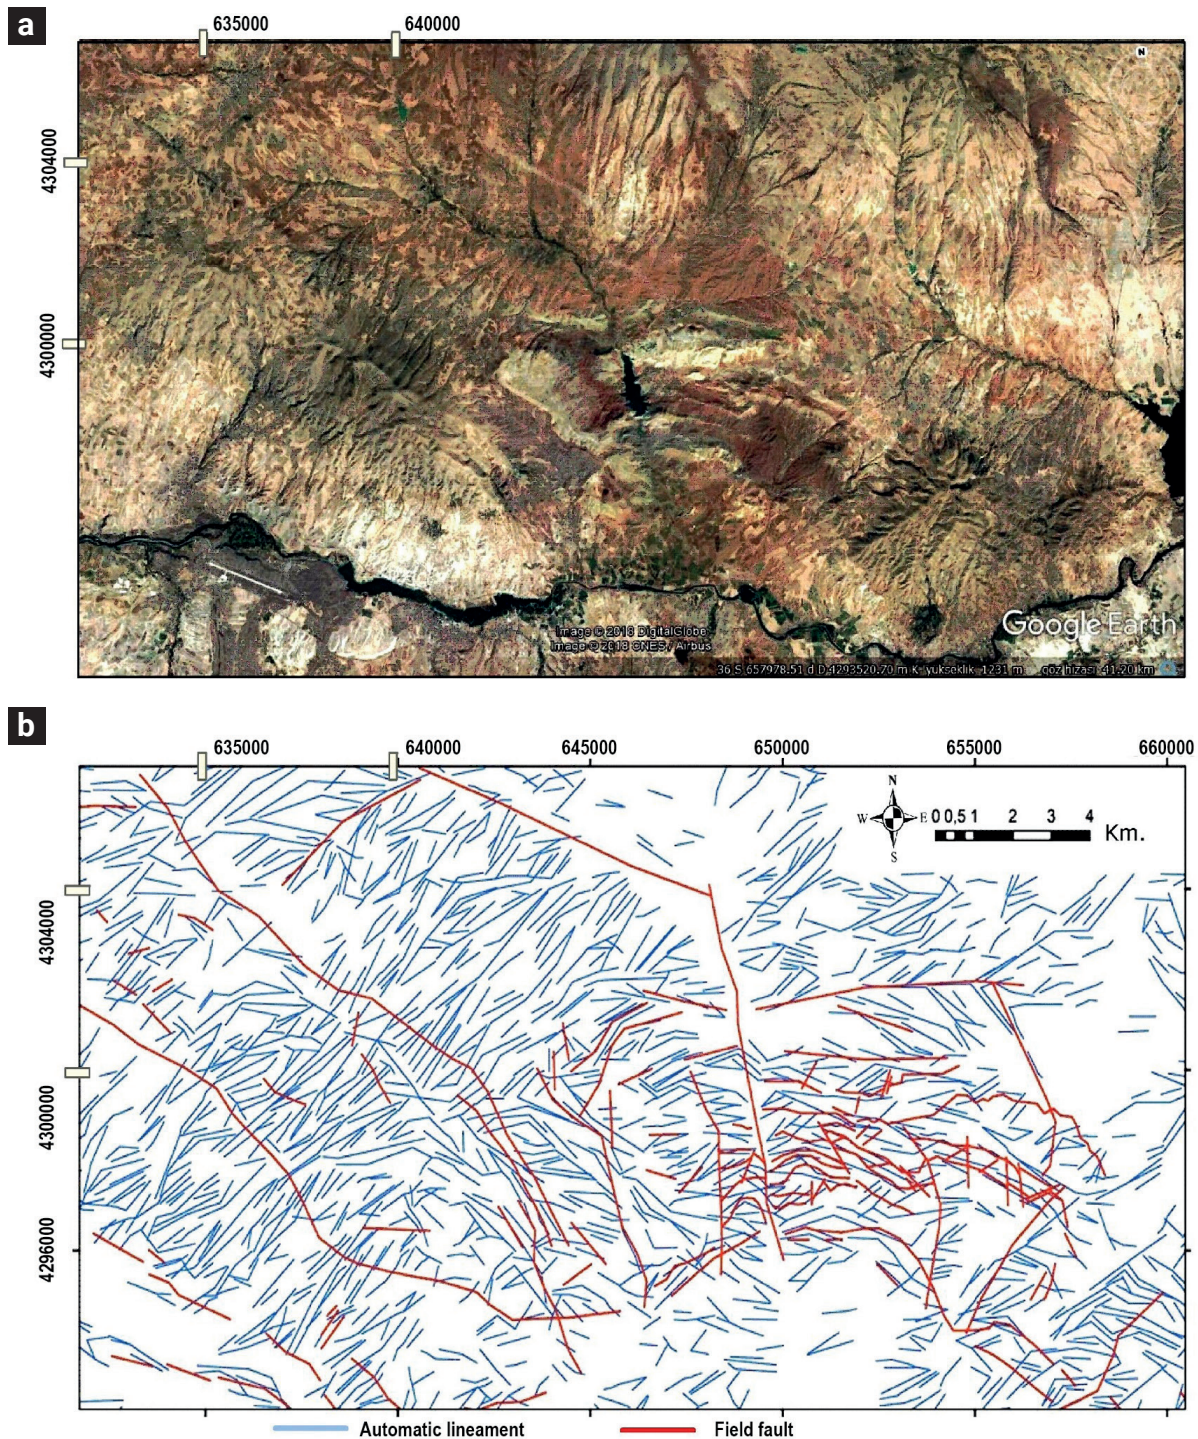 a
635000 640000
4304000
4300000
N
Google Earth
Image © 2018 DigitalGlobe
Image © 2018 CNES / Airbus
36 S 657978.51 d D 4293520.70 m K yükseklik 1231 m göz hizası 41.20 km
b
635000 640000 645000 650000 655000 660000
N
W E
S
0 0,5 1 2 3 4 Km.
4304000
4300000
4296000
Automatic lineament Field fault